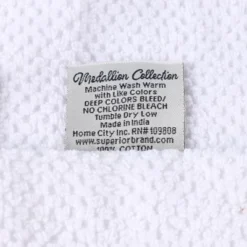 Medallion Collection
Machine Wash Warm
with Like Colors
DEEP COLORS BLEED/
NO CHLORINE BLEACH
Tumble Dry Low
Made in India
Home City Inc. RN# 109808
www.superiorbrand.com
100% COTTON